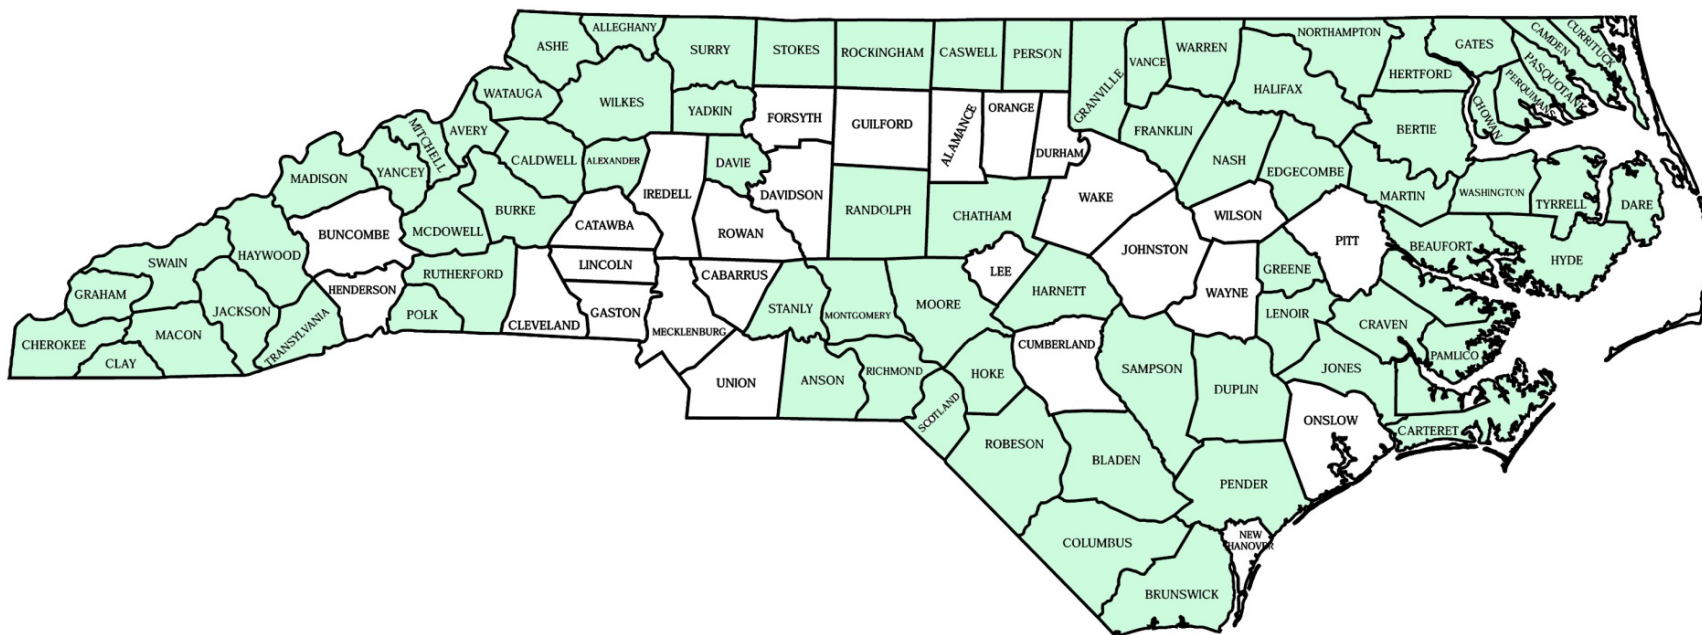 ALLEGHANY
ASHE
SURRY
STOKES
ROCKINGHAM
CASWELL
PERSON
GRANVILLE
VANCE
WARREN
NORTHAMPTON
GATES
CAMDEN
CURRITUCK
PASQUOTANK
PERQUIMANS
CHOWAN
HERTFORD
HALIFAX
WATAUGA
WILKES
YADKIN
FORSYTH
GUILFORD
ALAMANCE
ORANGE
DURHAM
FRANKLIN
NASH
EDGECOMBE
BERTIE
MARTIN
WASHINGTON
TYRRELL
DARE
MITCHELL
AVERY
CALDWELL
ALEXANDER
IREDELL
DAVIE
DAVIDSON
MADISON
YANCEY
BURKE
CATAWBA
ROWAN
RANDOLPH
CHATHAM
WAKE
WILSON
JOHNSTON
PITT
BEAUFORT
HYDE
BUNCOMBE
MCDOWELL
HAYWOOD
SWAIN
GRAHAM
JACKSON
HENDERSON
RUTHERFORD
POLK
LINCOLN
CLEVELAND
GASTON
CABARRUS
MECKLENBURG
STANLY
MONTGOMERY
MOORE
LEE
HARNETT
WAYNE
GREENE
LENOIR
CRAVEN
PAMLICO
CHEROKEE
CLAY
MACON
TRANSYLVANIA
UNION
ANSON
RICHMOND
SCOTLAND
HOKE
CUMBERLAND
SAMPSON
DUPLIN
JONES
ONSLOW
CARTERET
ROBESON
BLADEN
PENDER
COLUMBUS
NEW
HANOVER
BRUNSWICK